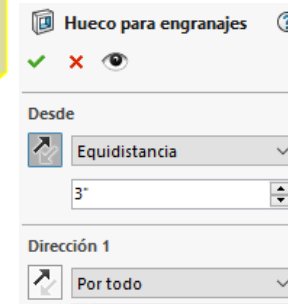 Hueco para engranajes
Desde
Equidistancia
3"
Dirección 1
Por todo